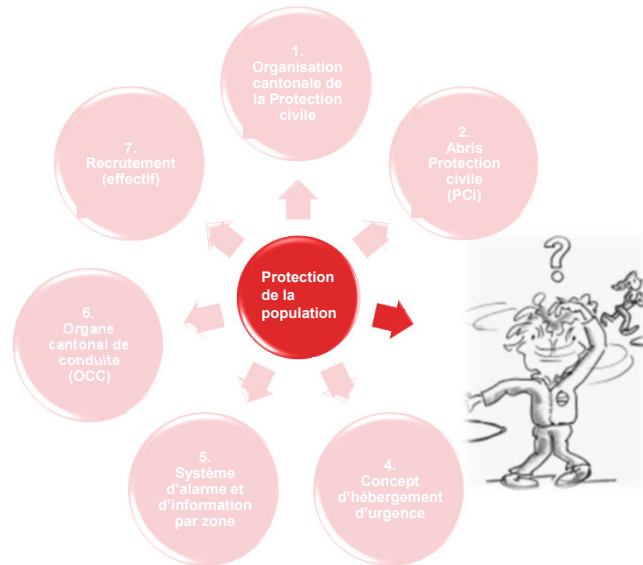 1.
Organisation
cantonale de
la Protection
civile
2.
Abris
Protection
civile
(PCi)
7.
Recrutement
(effectif)
?
Protection
de la
population
6.
Organe
cantonal de
conduite
(OCC)
5.
Système
d'alarme et
d'information
par zone
4.
Concept
d'hébergement
d'urgence